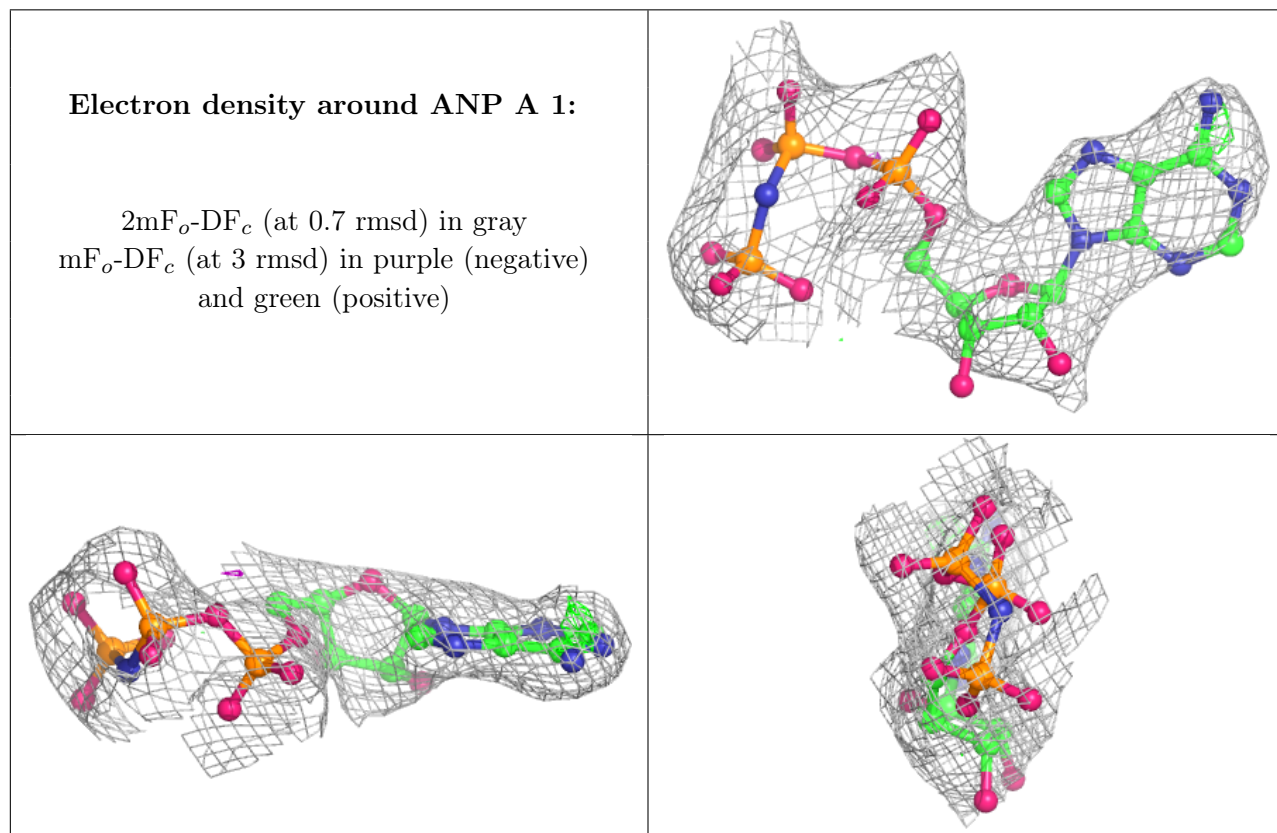 Electron density around ANP A 1:
2mFo-DFc (at 0.7 rmsd) in gray
mFo-DFc (at 3 rmsd) in purple (negative)
and green (positive)